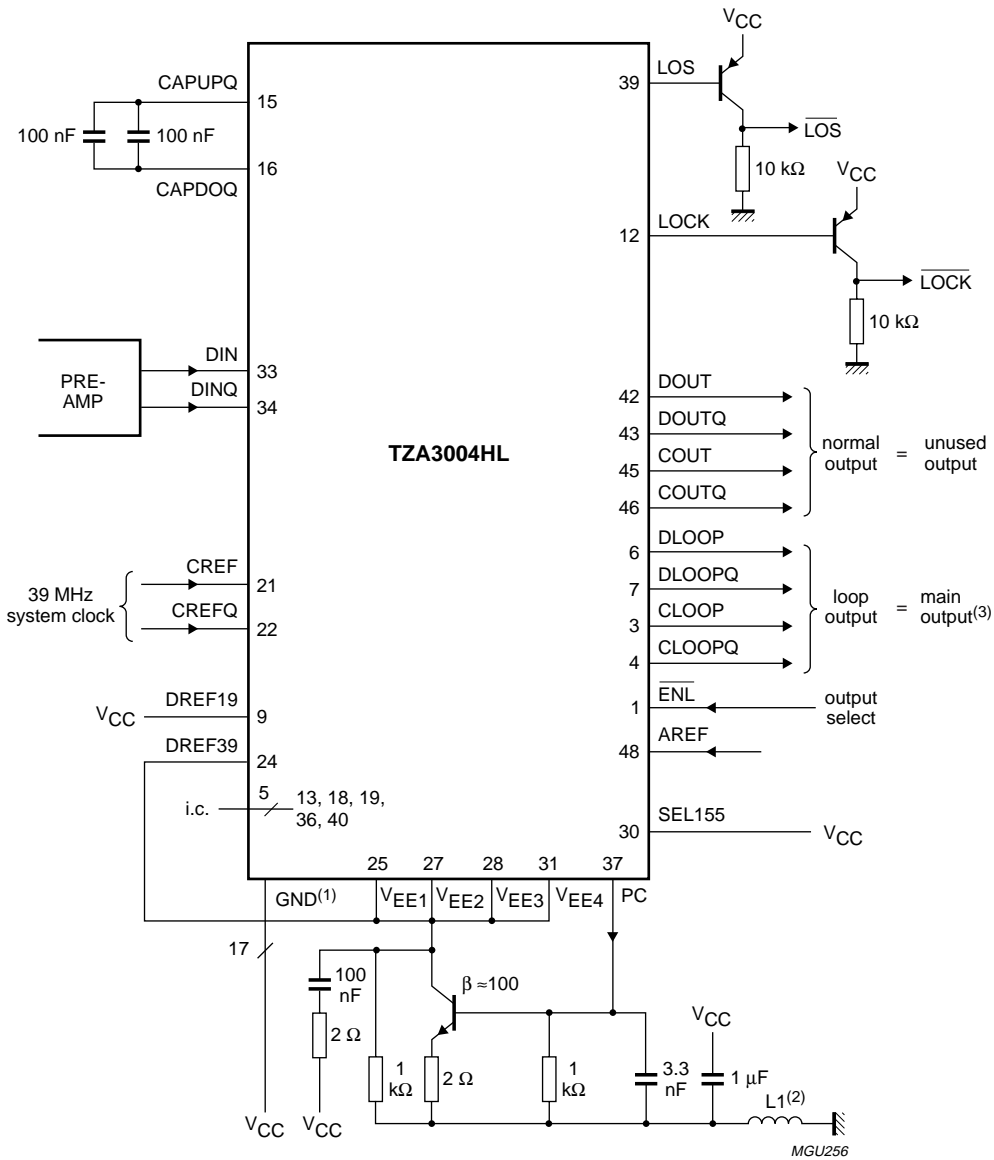 VCC
CAPUPQ
15
39
LOS
100 nF
100 nF
LOS
16
CAPDOQ
10 kΩ
VCC
12
LOCK
LOCK
10 kΩ
PRE-
AMP
DIN
33
DINQ
34
TZA3004HL
42
DOUT
43
DOUTQ
45
COUT
46
COUTQ
normal
output
=
unused
output
6
DLOOP
7
DLOOPQ
3
CLOOP
4
CLOOPQ
loop
output
=
main
output(3)
39 MHz
system clock
CREF
21
CREFQ
22
1
ENL
output
select
VCC
DREF19
9
48
AREF
DREF39
24
i.c.
5
13, 18, 19,
36, 40
30
SEL155
VCC
25
27
28
31
37
GND(1)
VEE1
VEE2
VEE3
VEE4
PC
17
100
nF
β ≈100
2 Ω
VCC
1
kΩ
2 Ω
1
kΩ
3.3
nF
1 μF
L1(2)
VCC
VCC
MGU256